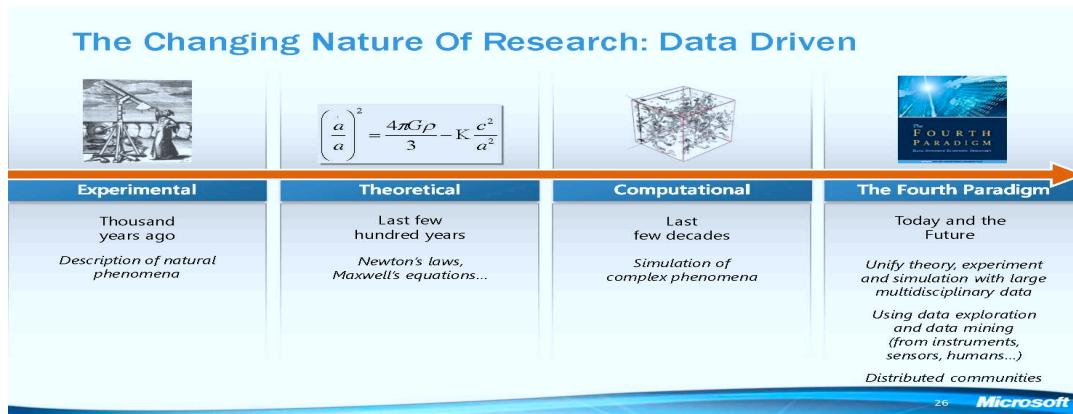 The Changing Nature Of Research: Data Driven
(ȧ/a)² = 4πGρ/3 − K c²/a²
The
FOURTH
PARADIGM
Experimental
Thousand
years ago
Description of natural
phenomena
Theoretical
Last few
hundred years
Newton's laws,
Maxwell's equations...
Computational
Last
few decades
Simulation of
complex phenomena
The Fourth Paradigm
Today and the
Future
Unify theory, experiment
and simulation with large
multidisciplinary data
Using data exploration
and data mining
(from instruments,
sensors, humans...)
Distributed communities
26
Microsoft